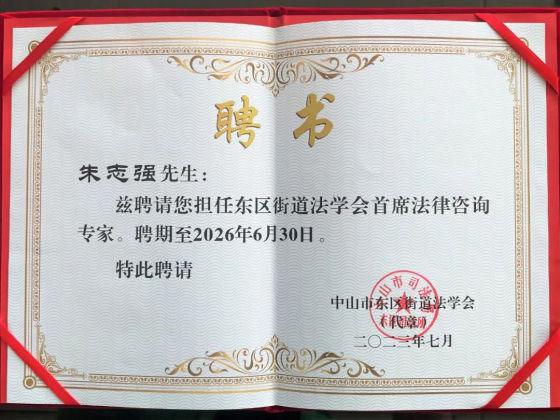 聘书
朱志强先生：
兹聘请您担任东区街道法学会首席法律咨询
专家。聘期至2026年6月30日。
特此聘请
中山市东区街道法学会
（代章）
二〇二三年七月